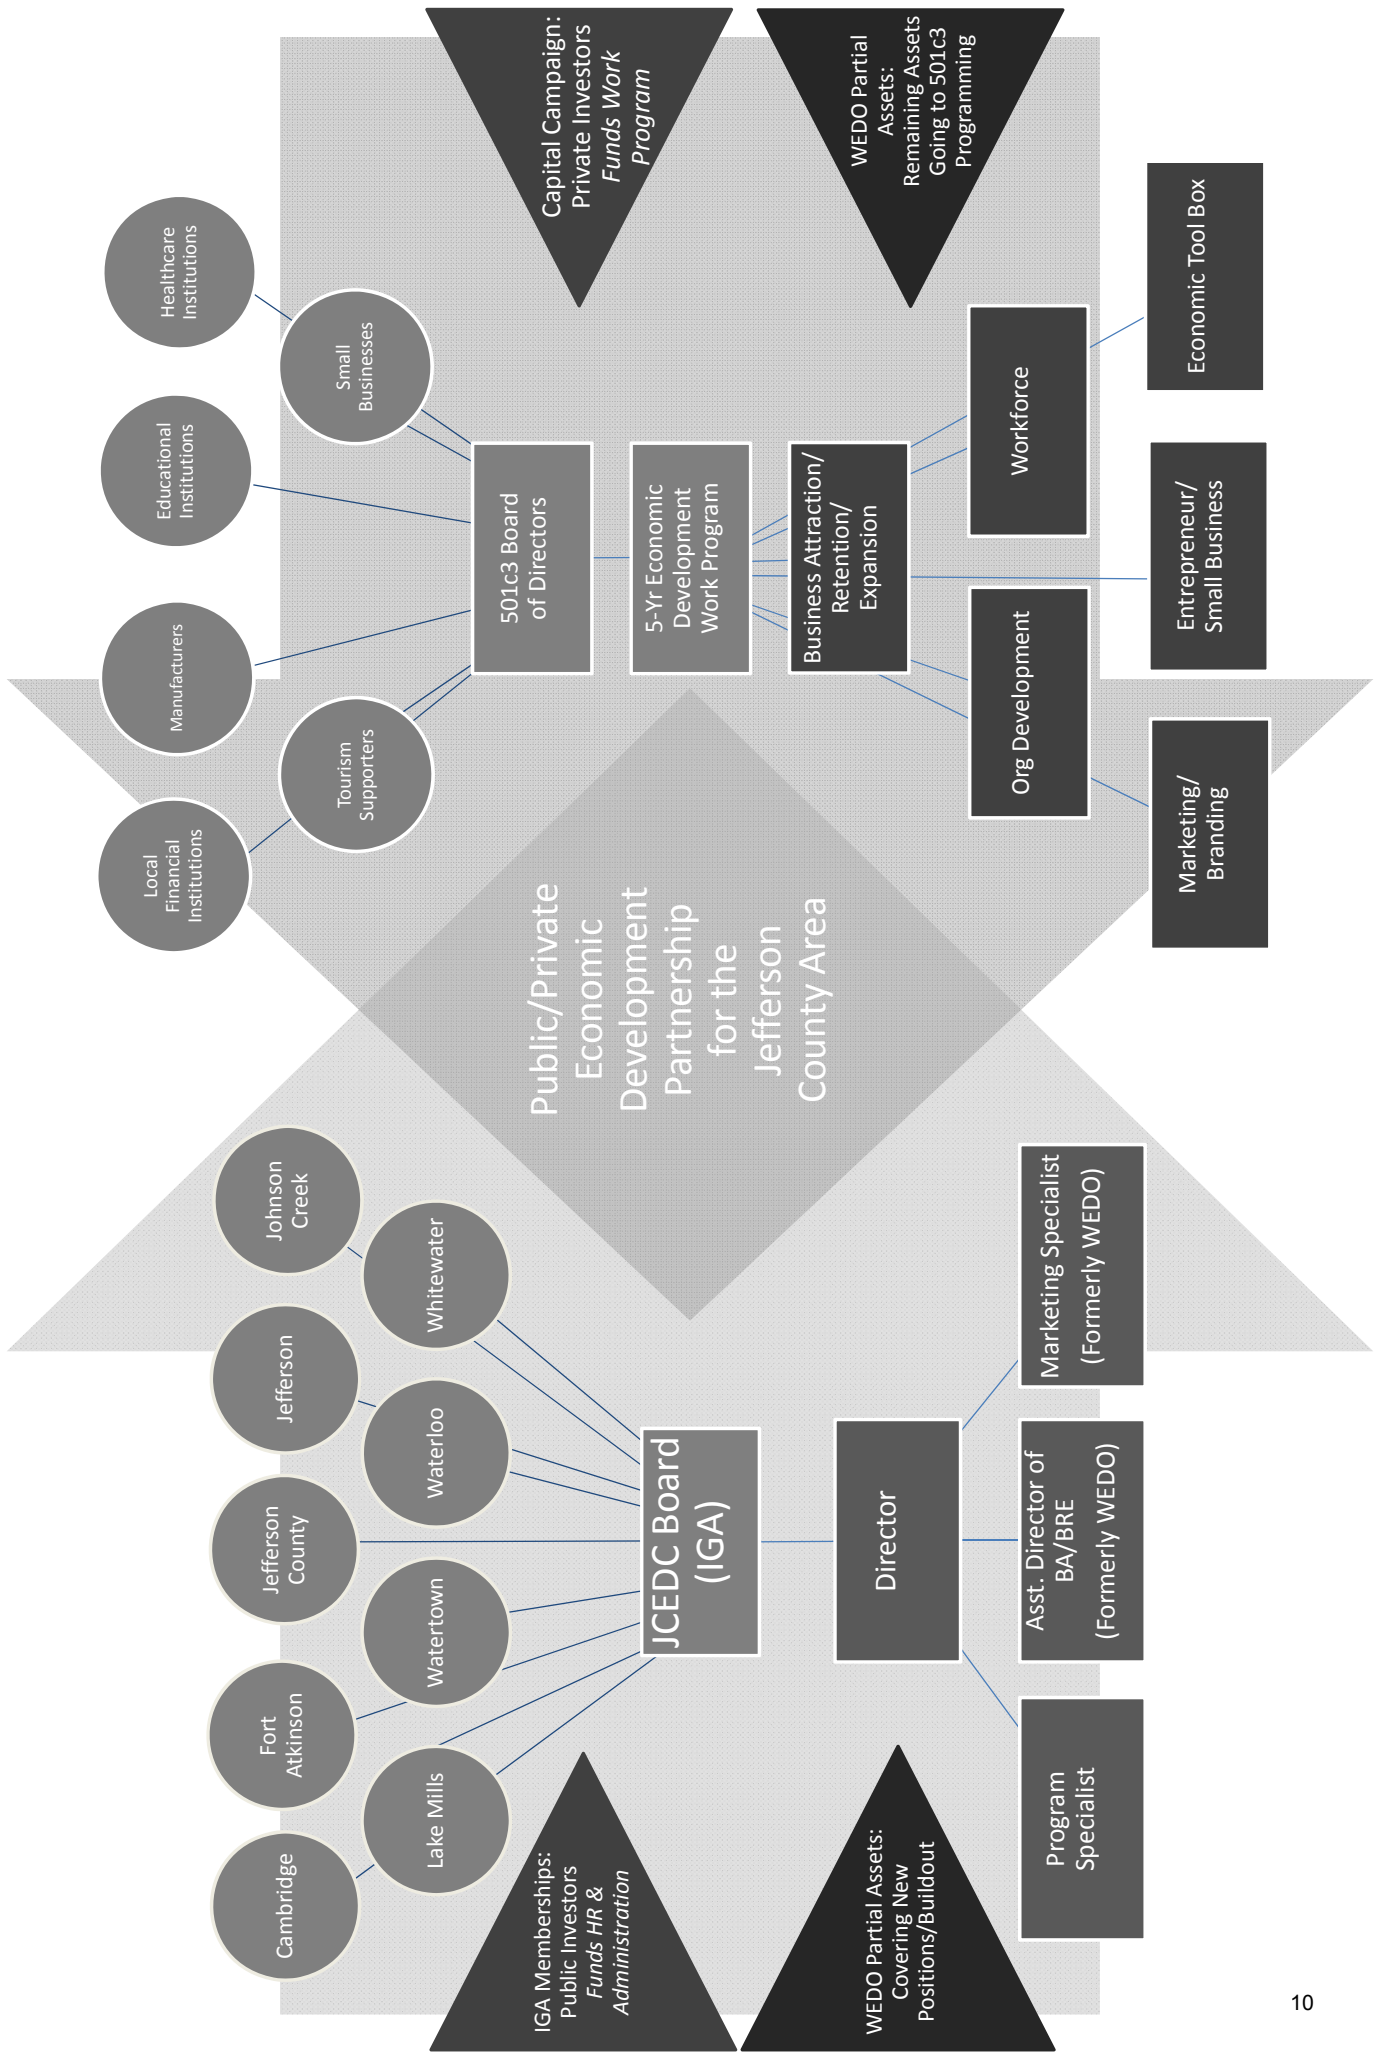 Cambridge
Fort
Atkinson
Jefferson
County
Jefferson
Johnson
Creek
Lake Mills
Watertown
Waterloo
Whitewater
IGA Memberships:
Public Investors
Funds HR &
Administration
JCEDC Board
(IGA)
WEDO Partial Assets:
Covering New
Positions/Buildout
Director
Program
Specialist
Asst. Director of
BA/BRE
(Formerly WEDO)
Marketing Specialist
(Formerly WEDO)
Public/Private
Economic
Development
Partnership
for the
Jefferson
County Area
Local
Financial
Institutions
Manufacturers
Educational
Institutions
Healthcare
Institutions
Tourism
Supporters
Small
Businesses
501c3 Board
of Directors
Capital Campaign:
Private Investors
Funds Work
Program
5-Yr Economic
Development
Work Program
Business Attraction/
Retention/
Expansion
WEDO Partial
Assets:
Remaining Assets
Going to 501c3
Programming
Org Development
Workforce
Marketing/
Branding
Entrepreneur/
Small Business
Economic Tool Box
10